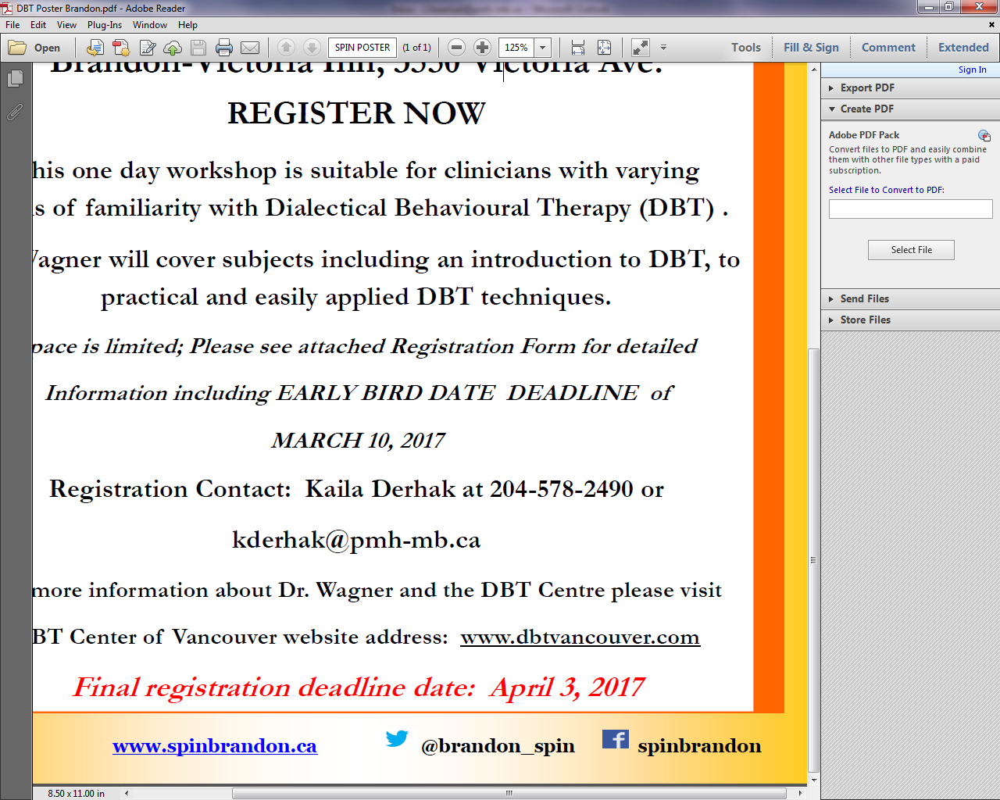 DBT Poster Brandon.pdf - Adobe Reader
File Edit View Plug-Ins Window Help
Open SPIN POSTER (1 of 1) 125% Tools Fill & Sign Comment Extended
Sign In
Export PDF
Create PDF
Adobe PDF Pack
Convert files to PDF and easily combine
them with other file types with a paid
subscription.
Select File to Convert to PDF:
Select File
Send Files
Store Files
Brandon-Victoria Inn, 3550 Victoria Ave.
REGISTER NOW
his one day workshop is suitable for clinicians with varying
s of familiarity with Dialectical Behavioural Therapy (DBT) .
Wagner will cover subjects including an introduction to DBT, to
practical and easily applied DBT techniques.
pace is limited; Please see attached Registration Form for detailed
Information including EARLY BIRD DATE DEADLINE of
MARCH 10, 2017
Registration Contact: Kaila Derhak at 204-578-2490 or
kderhak@pmh-mb.ca
more information about Dr. Wagner and the DBT Centre please visit
BT Center of Vancouver website address: www.dbtvancouver.com
Final registration deadline date: April 3, 2017
www.spinbrandon.ca @brandon_spin spinbrandon
8.50 x 11.00 in